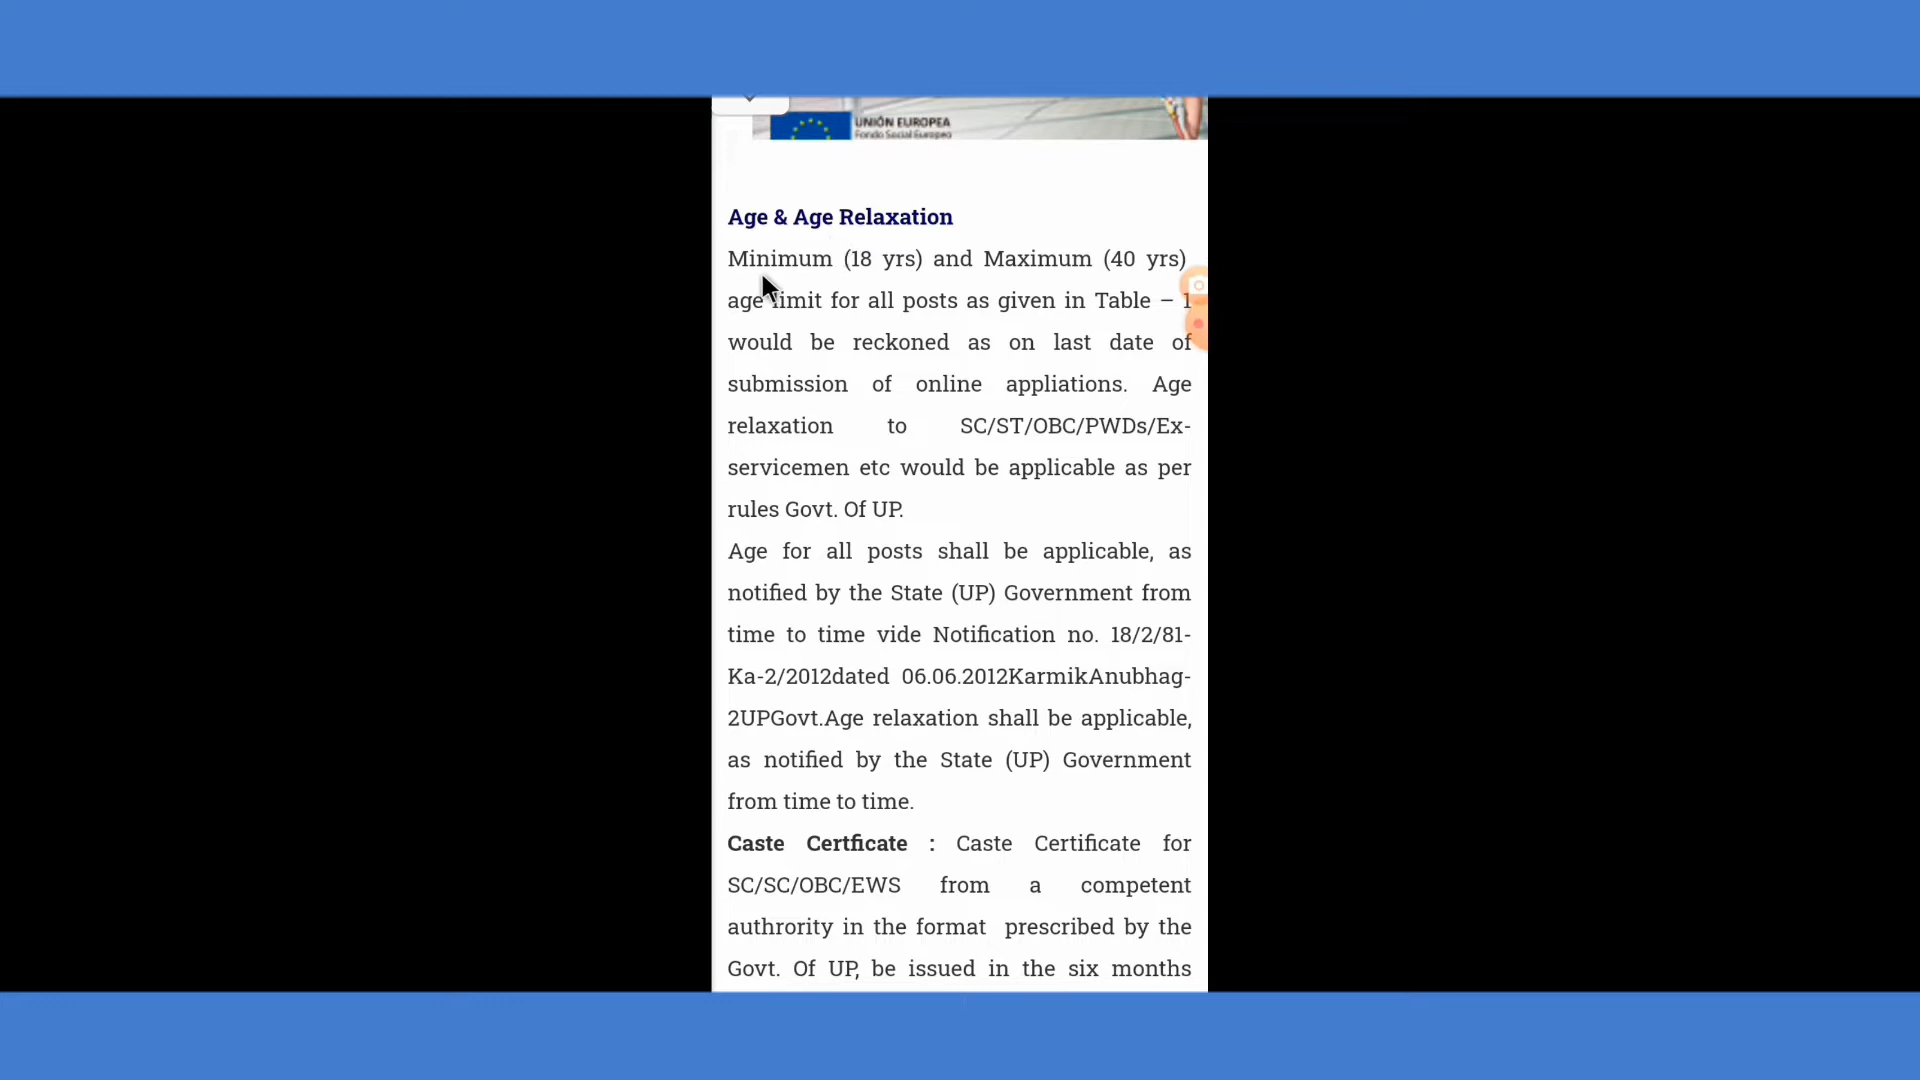 UNIÓN EUROPEA
Fondo Social Europeo
Age & Age Relaxation
Minimum (18 yrs) and Maximum (40 yrs)
age limit for all posts as given in Table – 1
would be reckoned as on last date of
submission of online appliations. Age
relaxation to SC/ST/OBC/PWDs/Ex-
servicemen etc would be applicable as per
rules Govt. Of UP.
Age for all posts shall be applicable, as
notified by the State (UP) Government from
time to time vide Notification no. 18/2/81-
Ka-2/2012dated 06.06.2012KarmikAnubhag-
2UPGovt.Age relaxation shall be applicable,
as notified by the State (UP) Government
from time to time.
Caste Certficate : Caste Certificate for
SC/SC/OBC/EWS from a competent
authrority in the format prescribed by the
Govt. Of UP, be issued in the six months